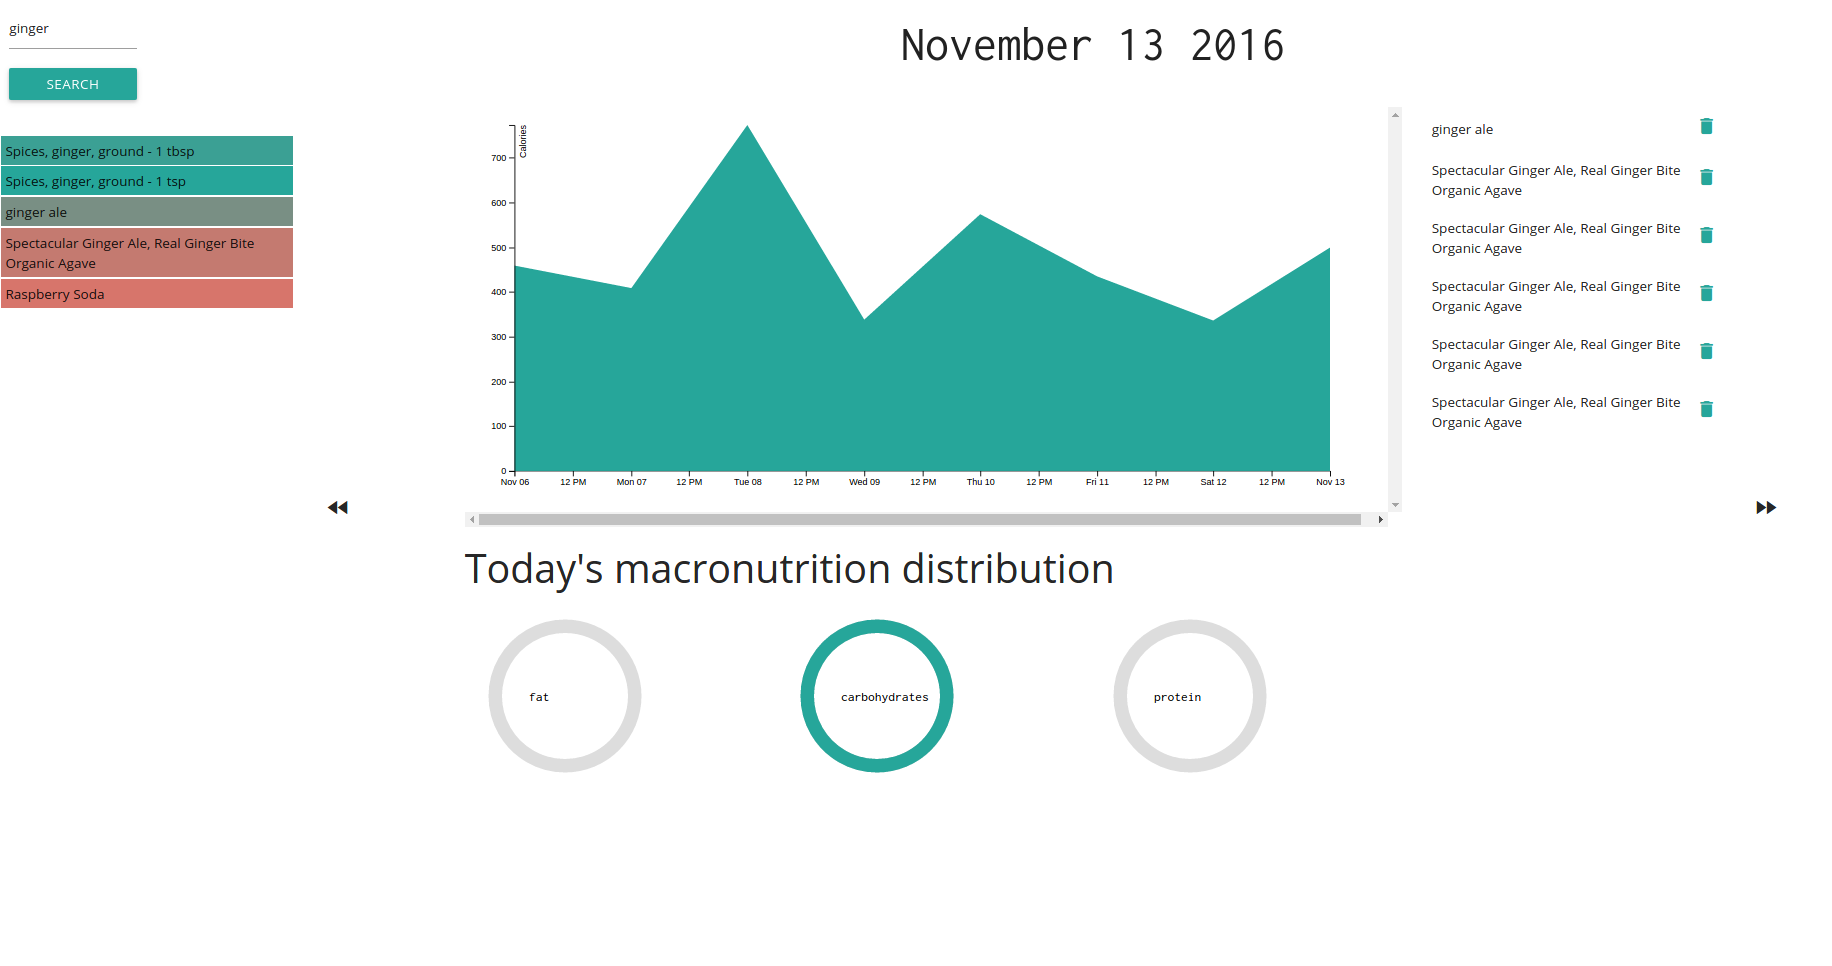 ginger
SEARCH
Spices, ginger, ground - 1 tbsp
Spices, ginger, ground - 1 tsp
ginger ale
Spectacular Ginger Ale, Real Ginger Bite
Organic Agave
Raspberry Soda
November 13 2016
Calories
700
600
500
400
300
200
100
0
Nov 06 12 PM Mon 07 12 PM Tue 08 12 PM Wed 09 12 PM Thu 10 12 PM Fri 11 12 PM Sat 12 12 PM Nov 13
ginger ale
Spectacular Ginger Ale, Real Ginger Bite
Organic Agave
Spectacular Ginger Ale, Real Ginger Bite
Organic Agave
Spectacular Ginger Ale, Real Ginger Bite
Organic Agave
Spectacular Ginger Ale, Real Ginger Bite
Organic Agave
Spectacular Ginger Ale, Real Ginger Bite
Organic Agave
Today's macronutrition distribution
fat
carbohydrates
protein